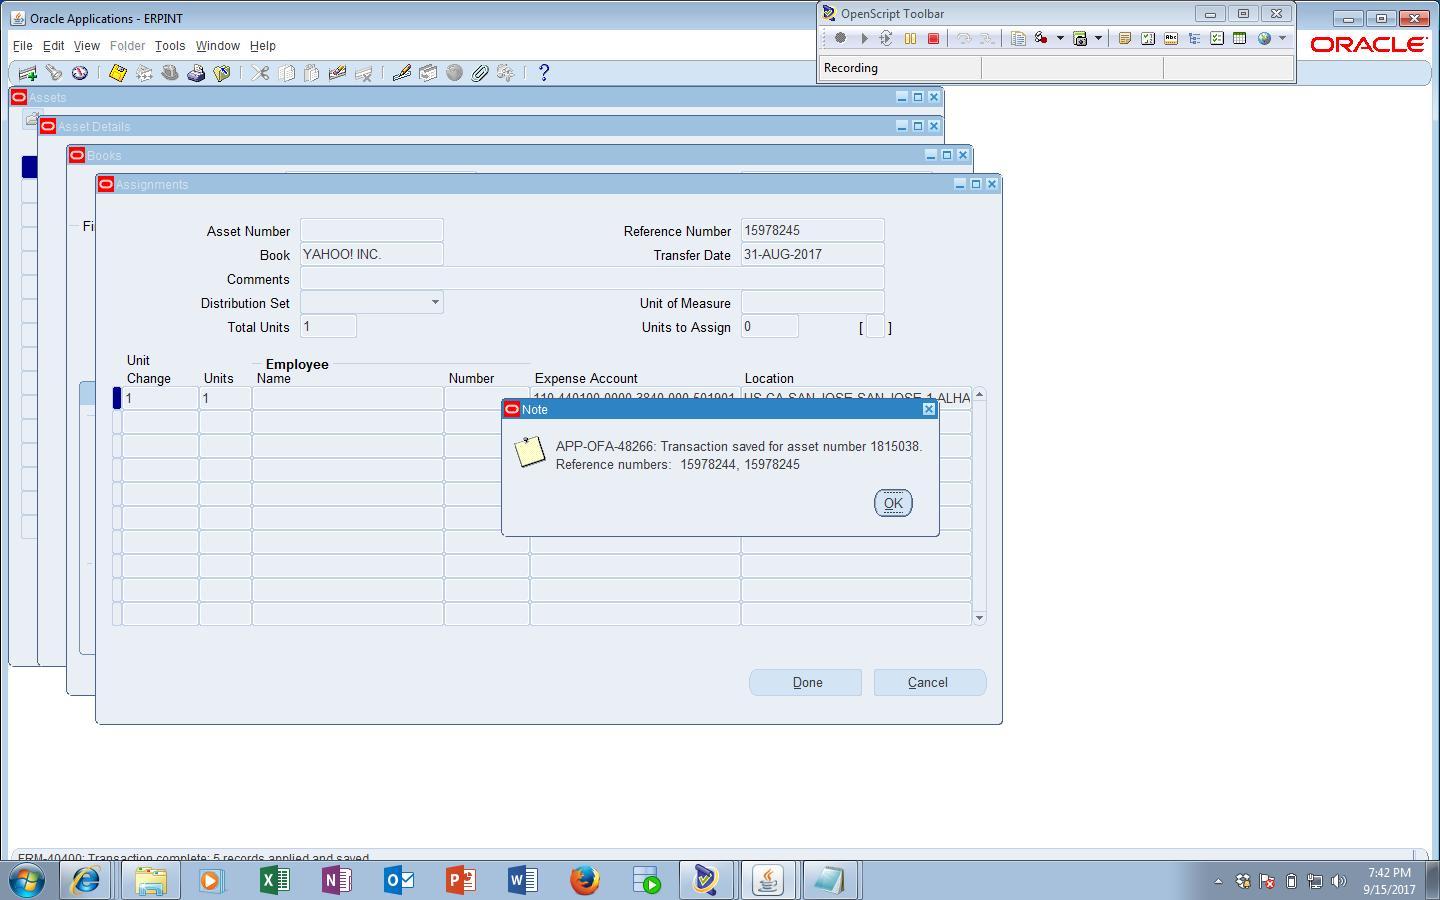 Oracle Applications - ERPINT
OpenScript Toolbar
File Edit View Folder Tools Window Help
ORACLE
Recording
Assets
Asset Details
Books
Assignments
Fi
Asset Number
Reference Number 15978245
Book YAHOO! INC.
Transfer Date 31-AUG-2017
Comments
Distribution Set
Unit of Measure
Total Units 1
Units to Assign 0 [ ]
Unit
Change
Units
Employee
Name
Number
Expense Account
Location
1 1 110.440100.0000.3840.000.501901 US.CA.SAN JOSE.SAN JOSE.1.ALHA
Note
APP-OFA-48266: Transaction saved for asset number 1815038.
Reference numbers: 15978244, 15978245
OK
Done Cancel
FRM-40400: Transaction complete: 5 records applied and saved.
7:42 PM
9/15/2017